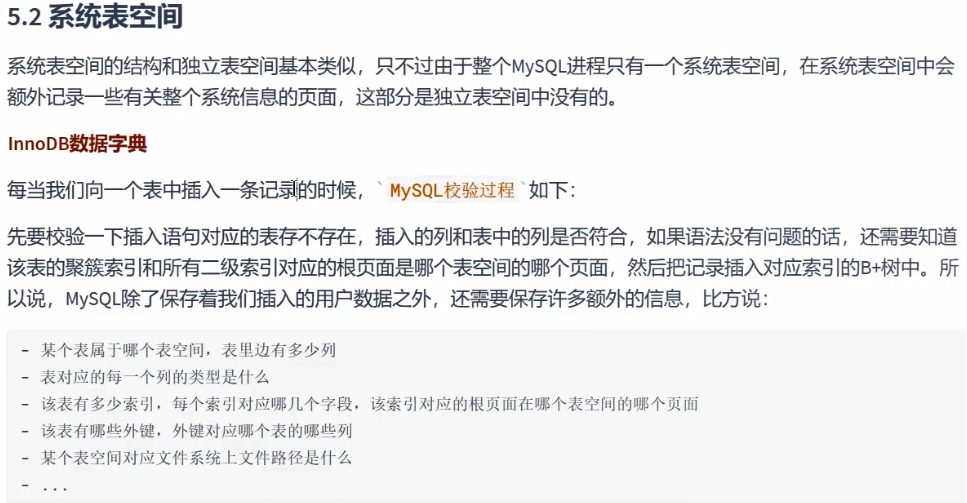 5.2 系统表空间
系统表空间的结构和独立表空间基本类似，只不过由于整个MySQL进程只有一个系统表空间，在系统表空间中会
额外记录一些有关整个系统信息的页面，这部分是独立表空间中没有的。
InnoDB数据字典
每当我们向一个表中插入一条记录的时候，`MySQL校验过程`如下：
先要校验一下插入语句对应的表存不存在，插入的列和表中的列是否符合，如果语法没有问题的话，还需要知道
该表的聚簇索引和所有二级索引对应的根页面是哪个表空间的哪个页面，然后把记录插入对应索引的B+树中。所
以说，MySQL除了保存着我们插入的用户数据之外，还需要保存许多额外的信息，比方说：
- 某个表属于哪个表空间，表里边有多少列
- 表对应的每一个列的类型是什么
- 该表有多少索引，每个索引对应哪几个字段，该索引对应的根页面在哪个表空间的哪个页面
- 该表有哪些外键，外键对应哪个表的哪些列
- 某个表空间对应文件系统上文件路径是什么
- ...